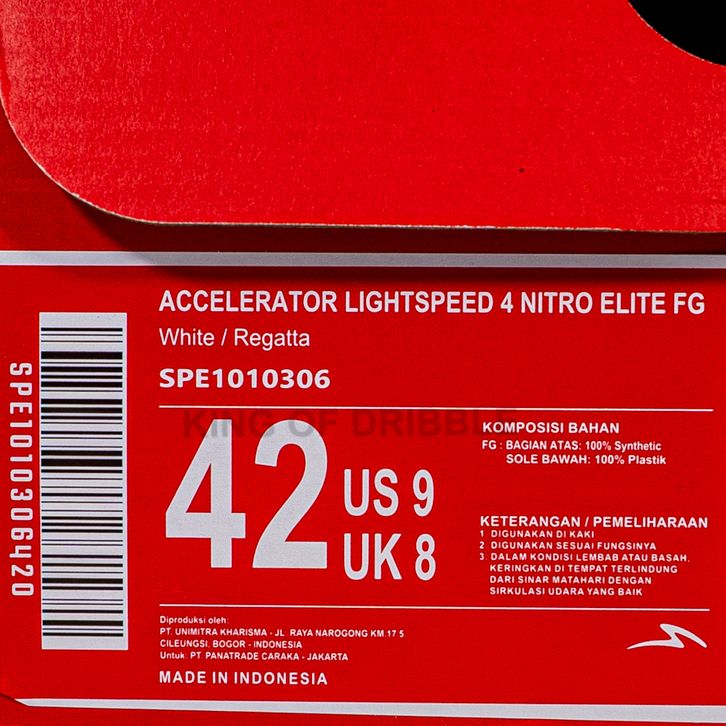 ACCELERATOR LIGHTSPEED 4 NITRO ELITE FG
White / Regatta
SPE1010306
SPE1010306420
KING OF DRIBBLE
42
US 9
UK 8
KOMPOSISI BAHAN
FG : BAGIAN ATAS: 100% Synthetic
SOLE BAWAH: 100% Plastik
KETERANGAN / PEMELIHARAAN
1 DIGUNAKAN DI KAKI
2. DIGUNAKAN SESUAI FUNGSINYA
3. DALAM KONDISI LEMBAB ATAU BASAH.
KERINGKAN DI TEMPAT TERLINDUNG
DARI SINAR MATAHARI DENGAN
SIRKULASI UDARA YANG BAIK
Diproduksi oleh:
PT. UNIMITRA KHARISMA - JL. RAYA NAROGONG KM.17 5
CILEUNGSI. BOGOR - INDONESIA
Untuk: PT. PANATRADE CARAKA - JAKARTA
MADE IN INDONESIA